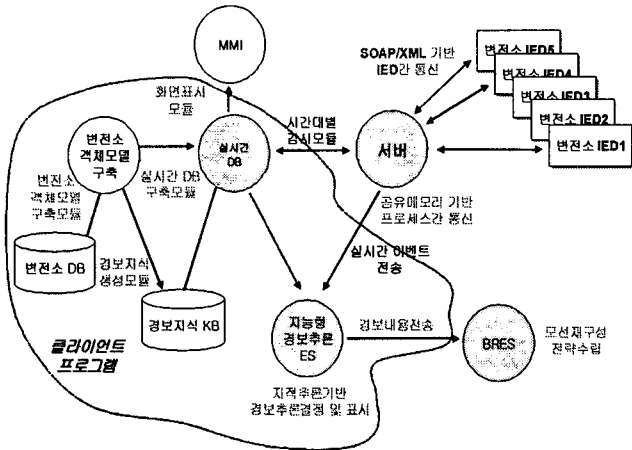 MMI
SOAP/XML 기반
IED간 통신
변전소 IED5
변전소 IED4
변전소 IED3
변전소 IED2
변전소 IED1
화면표시
모듈
시간대별
감시모듈
변전소
객체모델
구축
실시간
DB
서버
변전소
객체모델
구축모듈
실시간 DB
구축모듈
공유메모리 기반
프로세스간 통신
실시간 이벤트
전송
변전소 DB
경보지식
생성모듈
경보지식 KB
클라이언트
프로그램
지능형
경보추론
ES
경보내용전송
BRES
모선재구성
전략수립
지적추론기반
경보추론결정 및 표시